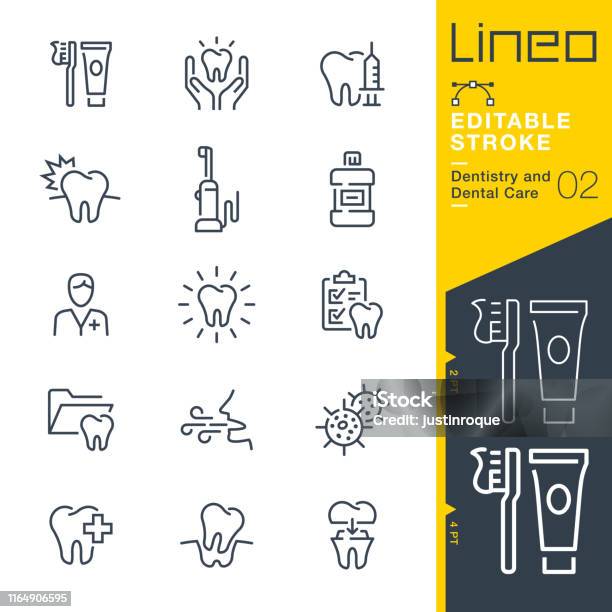 Lineo
EDITABLE
STROKE
Dentistry and
Dental Care
02
2 PT
iStock
Credit: justinroque
4 PT
1164906595